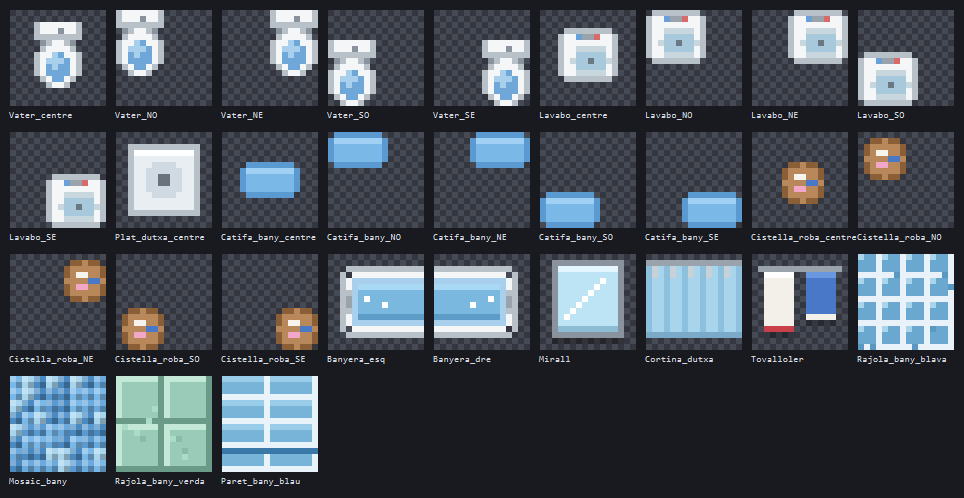 Vater_centre Vater_NO Vater_NE Vater_SO Vater_SE Lavabo_centre Lavabo_NO Lavabo_NE Lavabo_SO
Lavabo_SE Plat_dutxa_centre Catifa_bany_centre Catifa_bany_NO Catifa_bany_NE Catifa_bany_SO Catifa_bany_SE Cistella_roba_centre Cistella_roba_NO
Cistella_roba_NE Cistella_roba_SO Cistella_roba_SE Banyera_esq Banyera_dre Mirall Cortina_dutxa Tovalloler Rajola_bany_blava
Mosaic_bany Rajola_bany_verda Paret_bany_blau